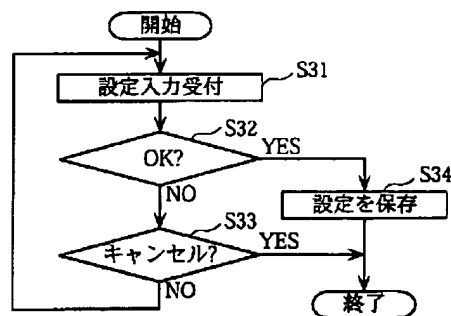 開始
設定入力受付
S31
OK?
S32
YES
NO
設定を保存
S34
キャンセル?
S33
YES
NO
終了